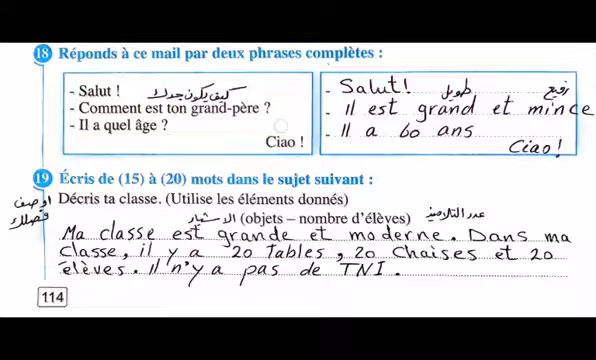 18 Réponds à ce mail par deux phrases complètes :
- Salut ! كيف يكون جدك
- Comment est ton grand-père ?
- Il a quel âge ?
Ciao !
- Salut! طويل رفيع
- Il est grand et mince
- Il a 60 ans
Ciao!
19 Écris de (15) à (20) mots dans le sujet suivant :
اوصف فصلك
Décris ta classe. (Utilise les éléments donnés)
الاشياء (objets – nombre d'élèves) عدد التلاميذ
Ma classe est grande et moderne. Dans ma
classe, il y a 20 Tables, 20 Chaises et 20
élèves. Il n'y a pas de TNI.
114